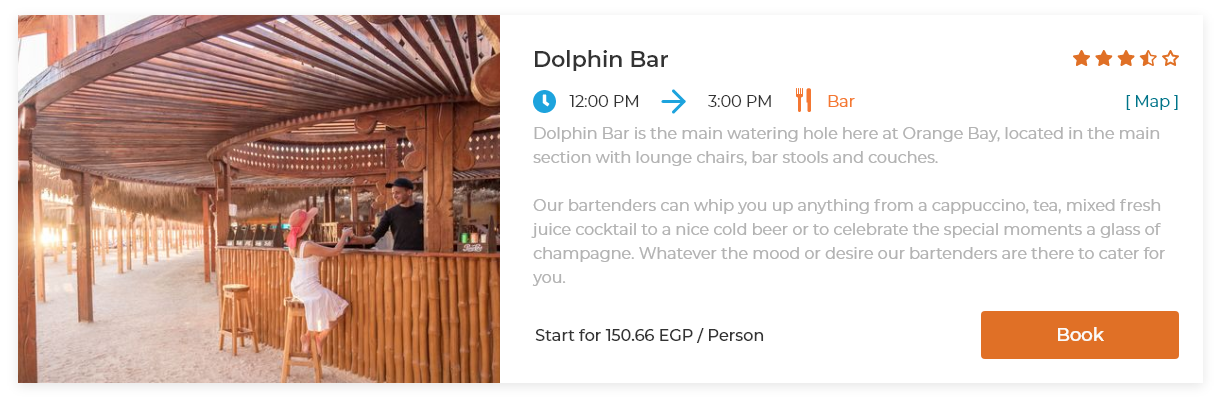 Dolphin Bar
12:00 PM 3:00 PM Bar [ Map ]
Dolphin Bar is the main watering hole here at Orange Bay, located in the main
section with lounge chairs, bar stools and couches.
Our bartenders can whip you up anything from a cappuccino, tea, mixed fresh
juice cocktail to a nice cold beer or to celebrate the special moments a glass of
champagne. Whatever the mood or desire our bartenders are there to cater for
you.
Start for 150.66 EGP / Person Book